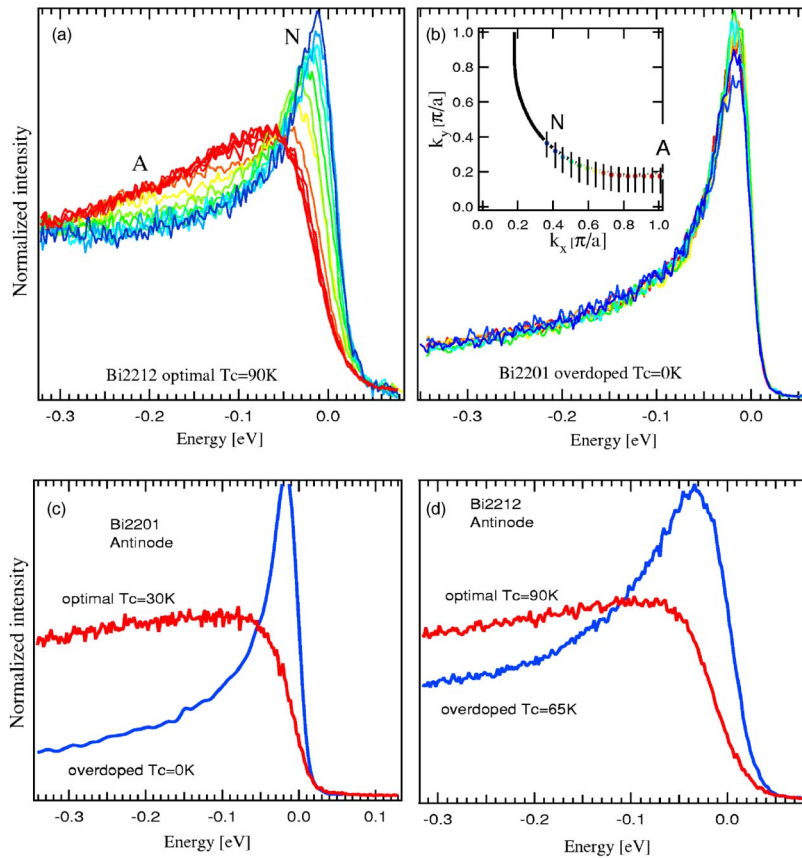 (a)
N
A
Bi2212 optimal Tc=90K
-0.3 -0.2 -0.1 0.0
Energy [eV]
Normalized intensity
(b)
1.0
0.8
0.6
0.4
0.2
0.0
k_y [π/a]
N
A
0.0 0.2 0.4 0.6 0.8 1.0
k_x [π/a]
Bi2201 overdoped Tc=0K
-0.3 -0.2 -0.1 0.0
Energy [eV]
(c)
Bi2201
Antinode
optimal Tc=30K
overdoped Tc=0K
-0.3 -0.2 -0.1 0.0 0.1
Energy [eV]
Normalized intensity
(d)
Bi2212
Antinode
optimal Tc=90K
overdoped Tc=65K
-0.3 -0.2 -0.1 0.0
Energy [eV]